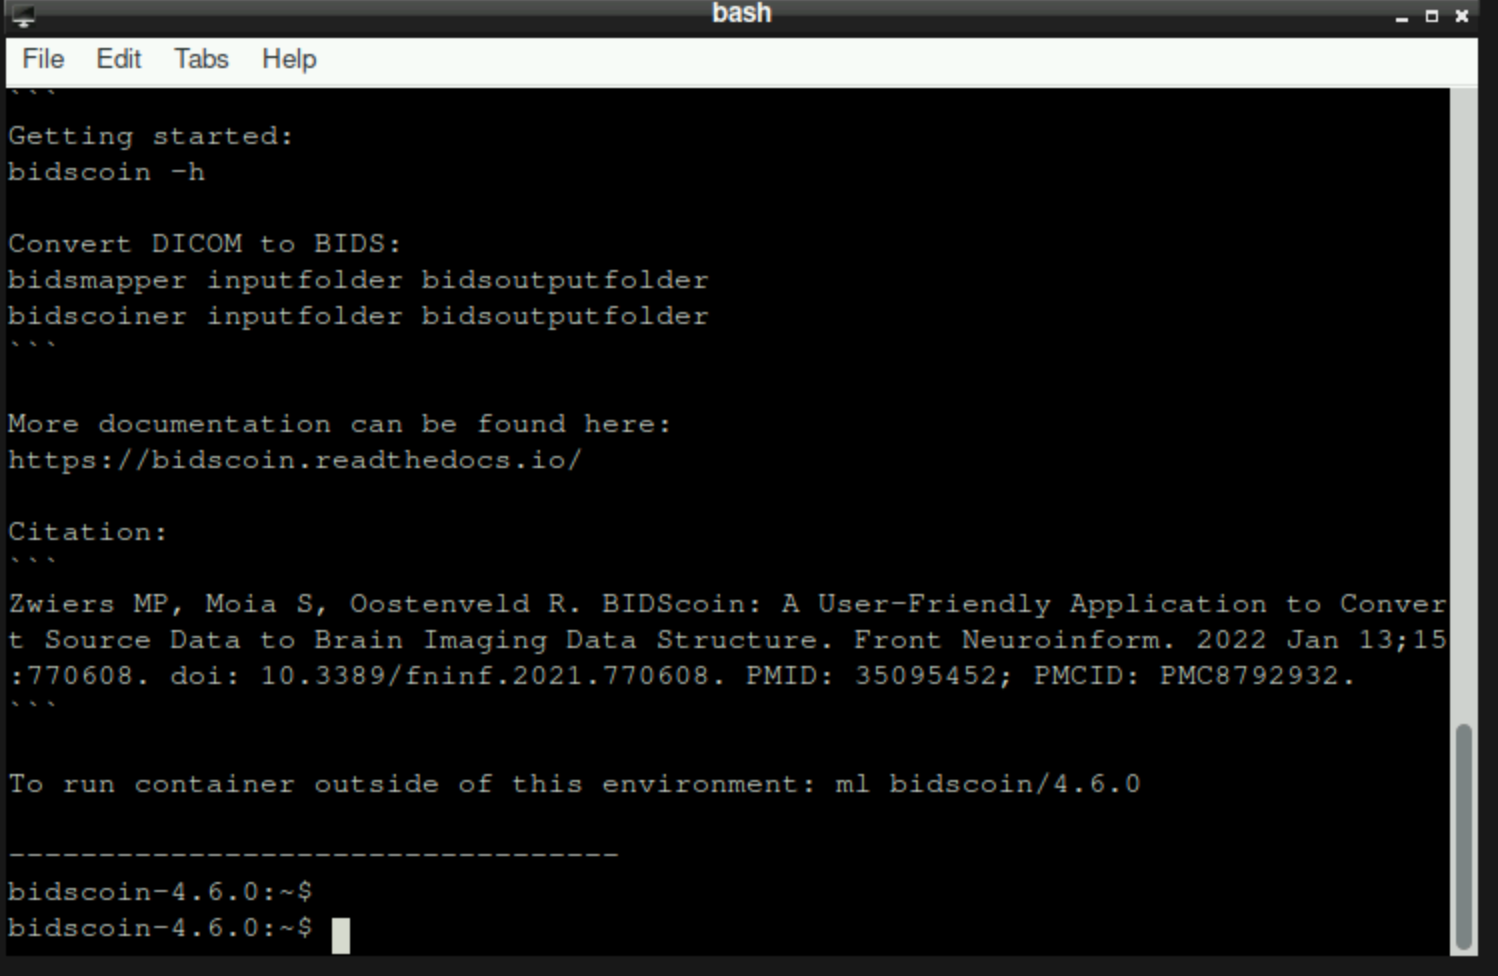 bash
File Edit Tabs Help
```
Getting started:
bidscoin -h

Convert DICOM to BIDS:
bidsmapper inputfolder bidsoutputfolder
bidscoiner inputfolder bidsoutputfolder
```

More documentation can be found here:
https://bidscoin.readthedocs.io/

Citation:
```
Zwiers MP, Moia S, Oostenveld R. BIDScoin: A User-Friendly Application to Conver
t Source Data to Brain Imaging Data Structure. Front Neuroinform. 2022 Jan 13;15
:770608. doi: 10.3389/fninf.2021.770608. PMID: 35095452; PMCID: PMC8792932.
```

To run container outside of this environment: ml bidscoin/4.6.0

----------------------------------
bidscoin-4.6.0:~$
bidscoin-4.6.0:~$